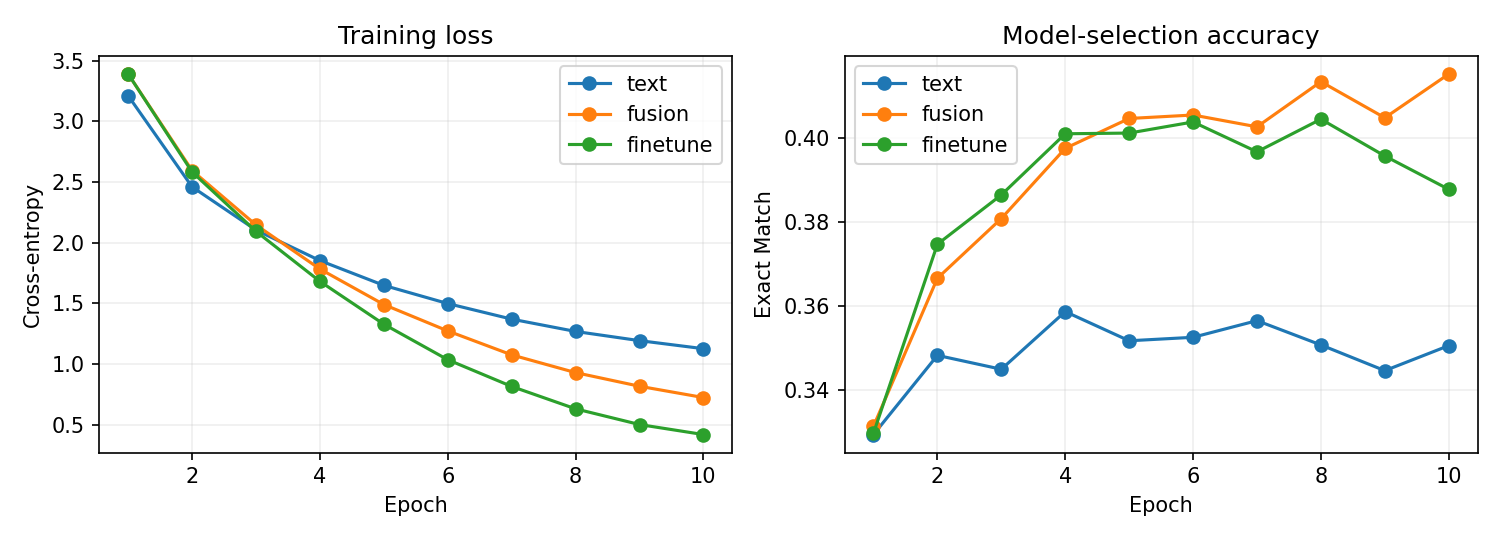 Training loss
Cross-entropy
3.5
3.0
2.5
2.0
1.5
1.0
0.5
text
fusion
finetune
2
4
6
8
10
Epoch
Model-selection accuracy
Exact Match
0.40
0.38
0.36
0.34
text
fusion
finetune
2
4
6
8
10
Epoch